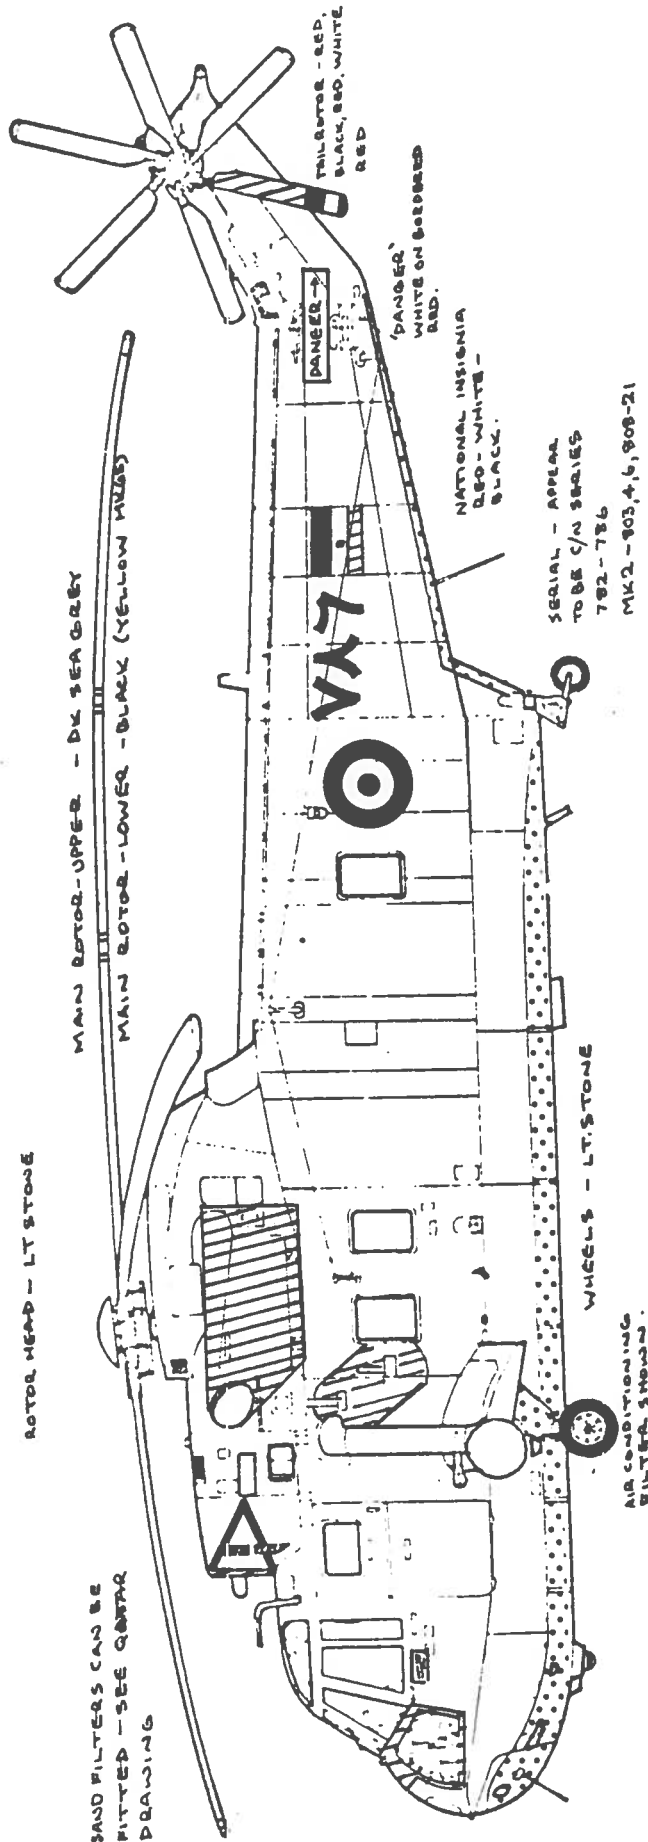 SAND FILTERS CAN BE
FITTED - SEE QATAR
DRAWING
ROTOR HEAD - LT STONE
MAIN ROTOR - UPPER - DK SEA GREY
MAIN ROTOR - LOWER - BLACK (YELLOW
TAILROTOR - RED,
BLACK, RED, WHITE
RED
DANGER →
'DANGER'
WHITE ON BORDERED
RED.
NATIONAL INSIGNIA
RED - WHITE -
BLACK.
SERIAL - APPEAR
TO BE C/N SERIES
782-786
MK2-803,4,6,808-21
WHEELS - LT. STONE
AIR CONDITIONING
FILTER SHOWN.